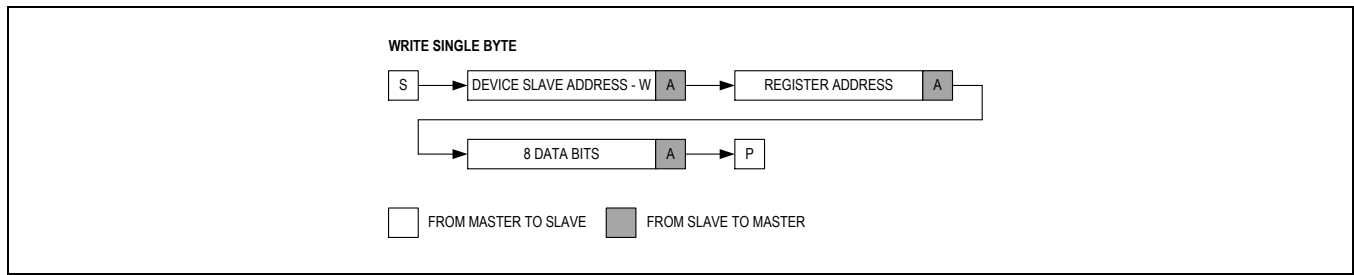 WRITE SINGLE BYTE
S DEVICE SLAVE ADDRESS - W A REGISTER ADDRESS A
8 DATA BITS A P
FROM MASTER TO SLAVE FROM SLAVE TO MASTER